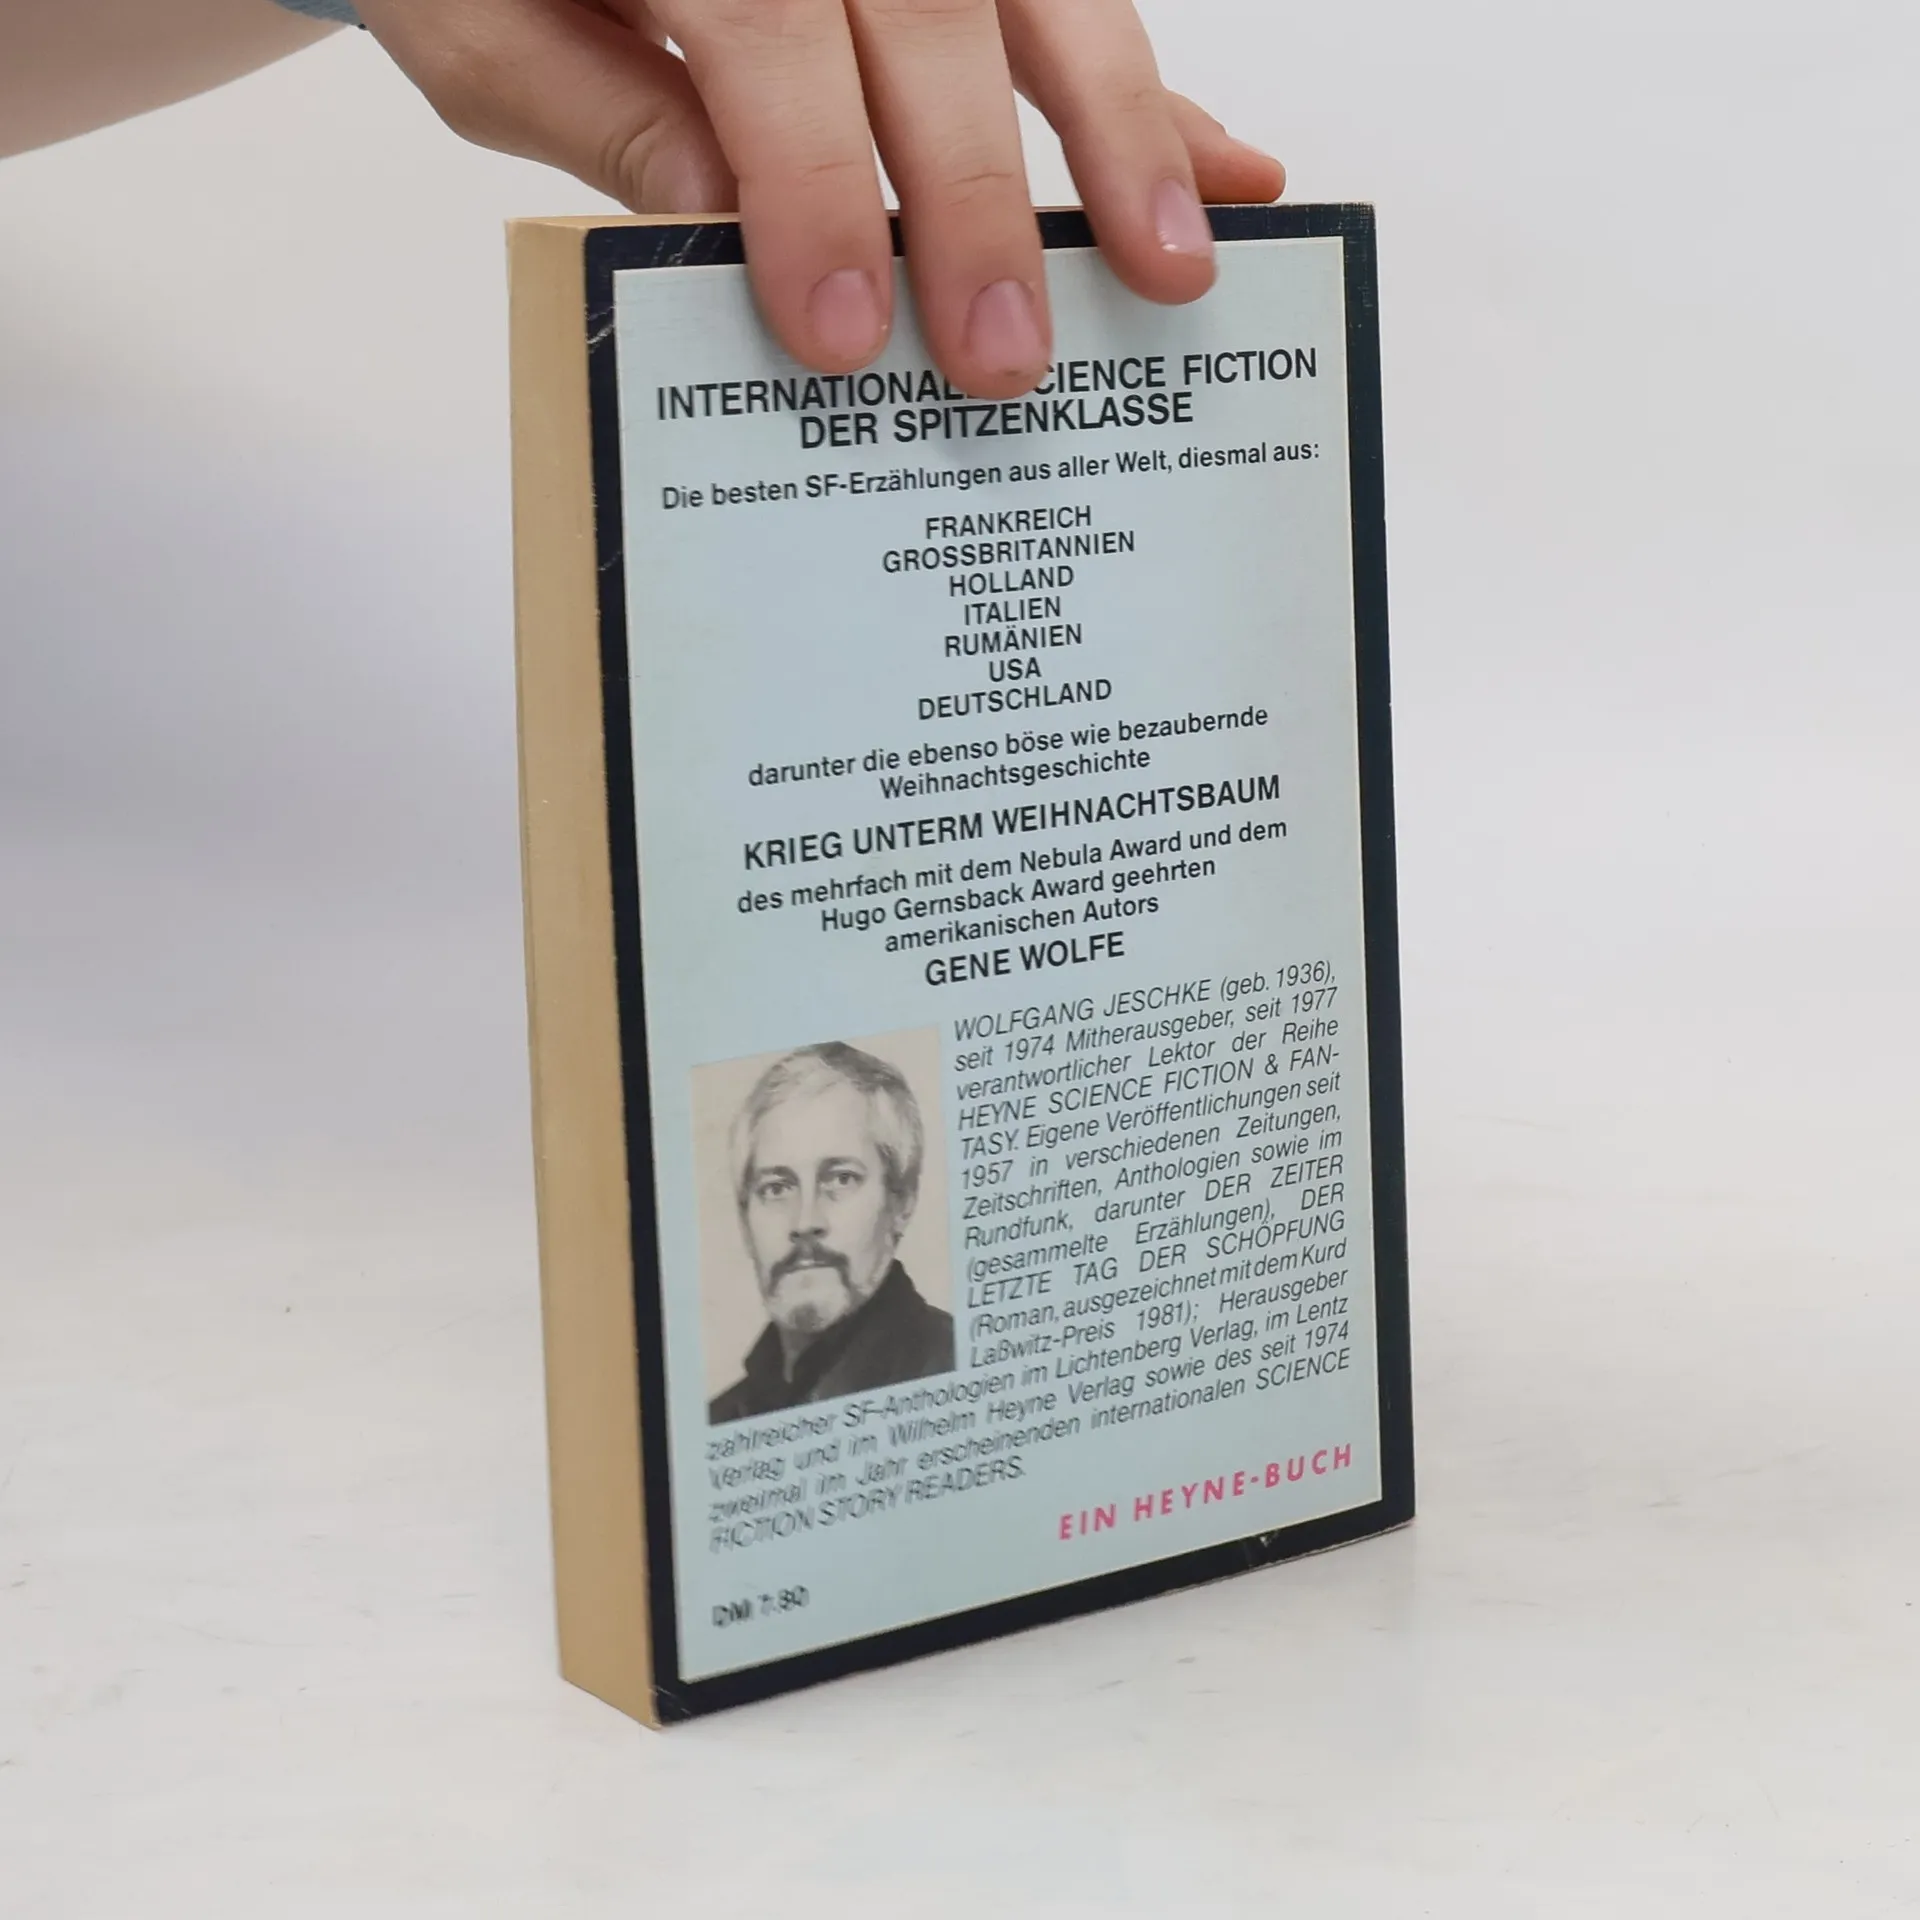 INTERNATIONAL CIENCE FICTION
DER SPITZENKLASSE
Die besten SF-Erzählungen aus aller Welt, diesmal aus:
FRANKREICH
GROSSBRITANNIEN
HOLLAND
ITALIEN
RUMÄNIEN
USA
DEUTSCHLAND
darunter die ebenso böse wie bezaubernde
Weihnachtsgeschichte
KRIEG UNTERM WEIHNACHTSBAUM
des mehrfach mit dem Nebula Award und dem
Hugo Gernsback Award geehrten
amerikanischen Autors
GENE WOLFE
WOLFGANG JESCHKE (geb. 1936),
seit 1974 Mitherausgeber, seit 1977
verantwortlicher Lektor der Reihe
HEYNE SCIENCE FICTION & FAN-
TASY. Eigene Veröffentlichungen seit
1957 in verschiedenen Zeitungen,
Zeitschriften, Anthologien sowie im
Rundfunk, darunter DER ZEITER
(gesammelte Erzählungen), DER
LETZTE TAG DER SCHÖPFUNG
(Roman, ausgezeichnet mit dem Kurd
Laßwitz-Preis 1981); Herausgeber
zahlreicher SF-Anthologien im Lichtenberg Verlag, im Lentz
Verlag und im Wilhelm Heyne Verlag sowie des seit 1974
zweimal im Jahr erscheinenden internationalen SCIENCE
FICTION STORY READERS.
EIN HEYNE-BUCH
DM 7.80